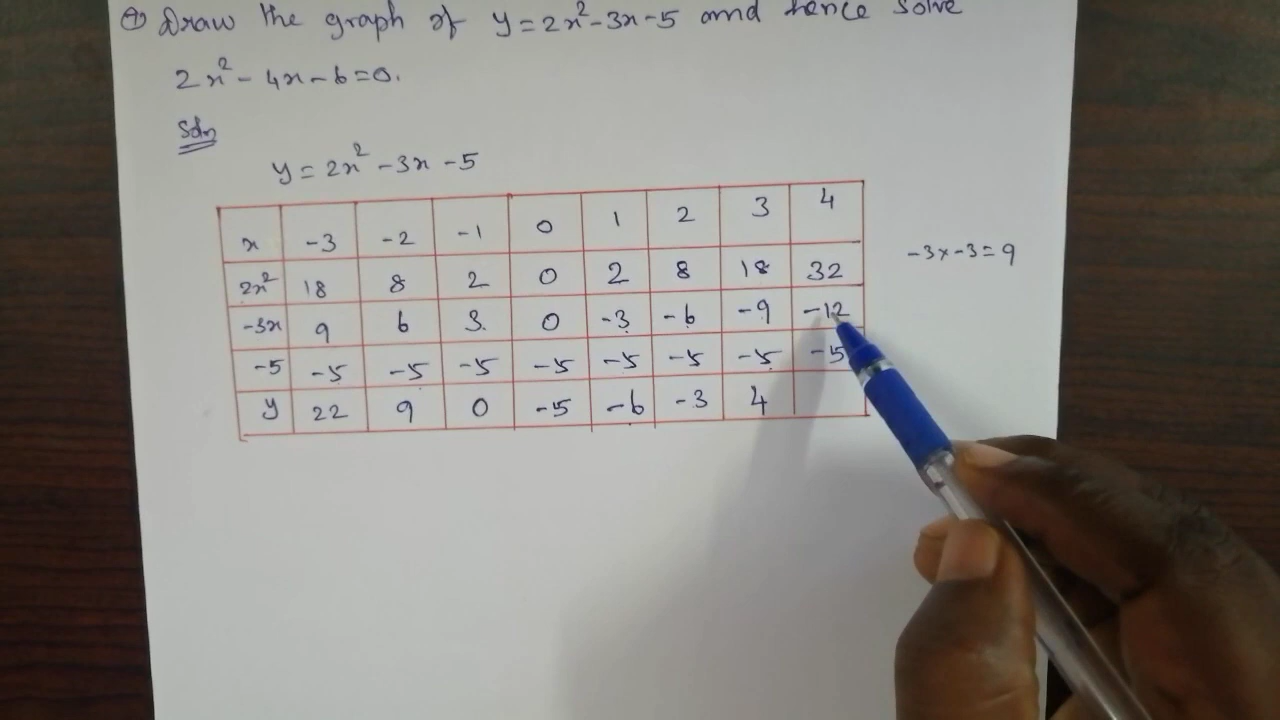 Draw the graph of y = 2x² - 3x - 5 and hence solve
2x² - 4x - 6 = 0.
Soln
y = 2x² - 3x - 5
x -3 -2 -1 0 1 2 3 4
2x² 18 8 2 0 2 8 18 32
-3x 9 6 3 0 -3 -6 -9 -12
-5 -5 -5 -5 -5 -5 -5 -5 -5
y 22 9 0 -5 -6 -3 4
-3x-3=9